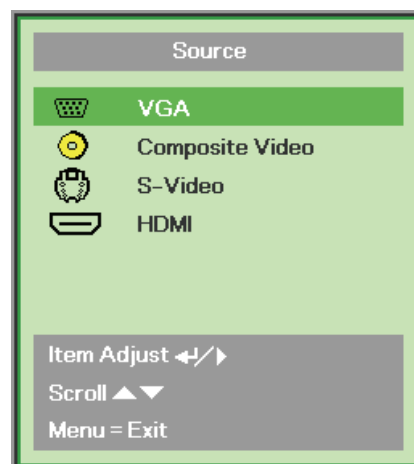 Source
VGA
Composite Video
S-Video
HDMI
Item Adjust ↵/▶
Scroll ▲▼
Menu = Exit